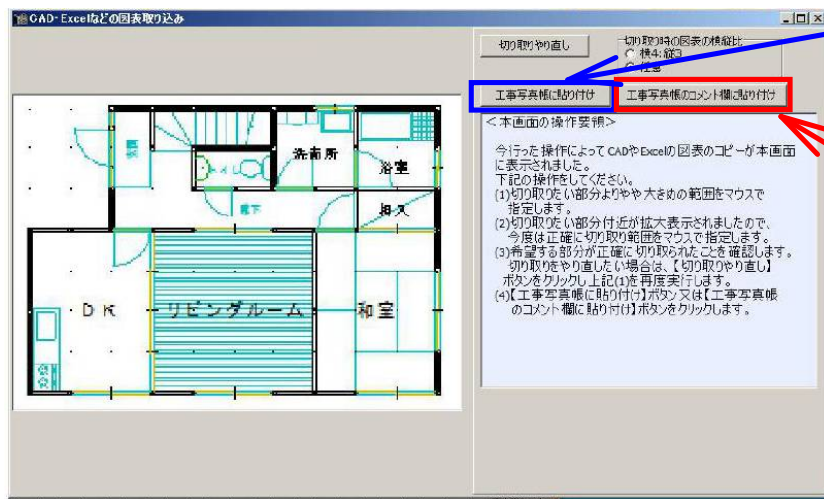 CAD・Excelなどの図表取り込み
切り取りやり直し
切り取り時の図表の横縦比
横4:縦3
任意
工事写真帳に貼り付け
工事写真帳のコメント欄に貼り付け
＜本画面の操作要領＞
今行った操作によってCADやExcelの図表のコピーが本画面
に表示されました。
下記の操作をしてください。
(1)切り取りたい部分よりやや大きめの範囲をマウスで
指定します。
(2)切り取りたい部分付近が拡大表示されましたので、
今度は正確に切り取り範囲をマウスで指定します。
(3)希望する部分が正確に切り取られたことを確認します。
切り取りをやり直したい場合は、【切り取りやり直し】
ボタンをクリックし上記(1)を再度実行します。
(4)【工事写真帳に貼り付け】ボタン又は【工事写真帳
のコメント欄に貼り付け】ボタンをクリックします。
洗面所
浴室
トイレ
廊下
押入
DK
リビングルーム
和室